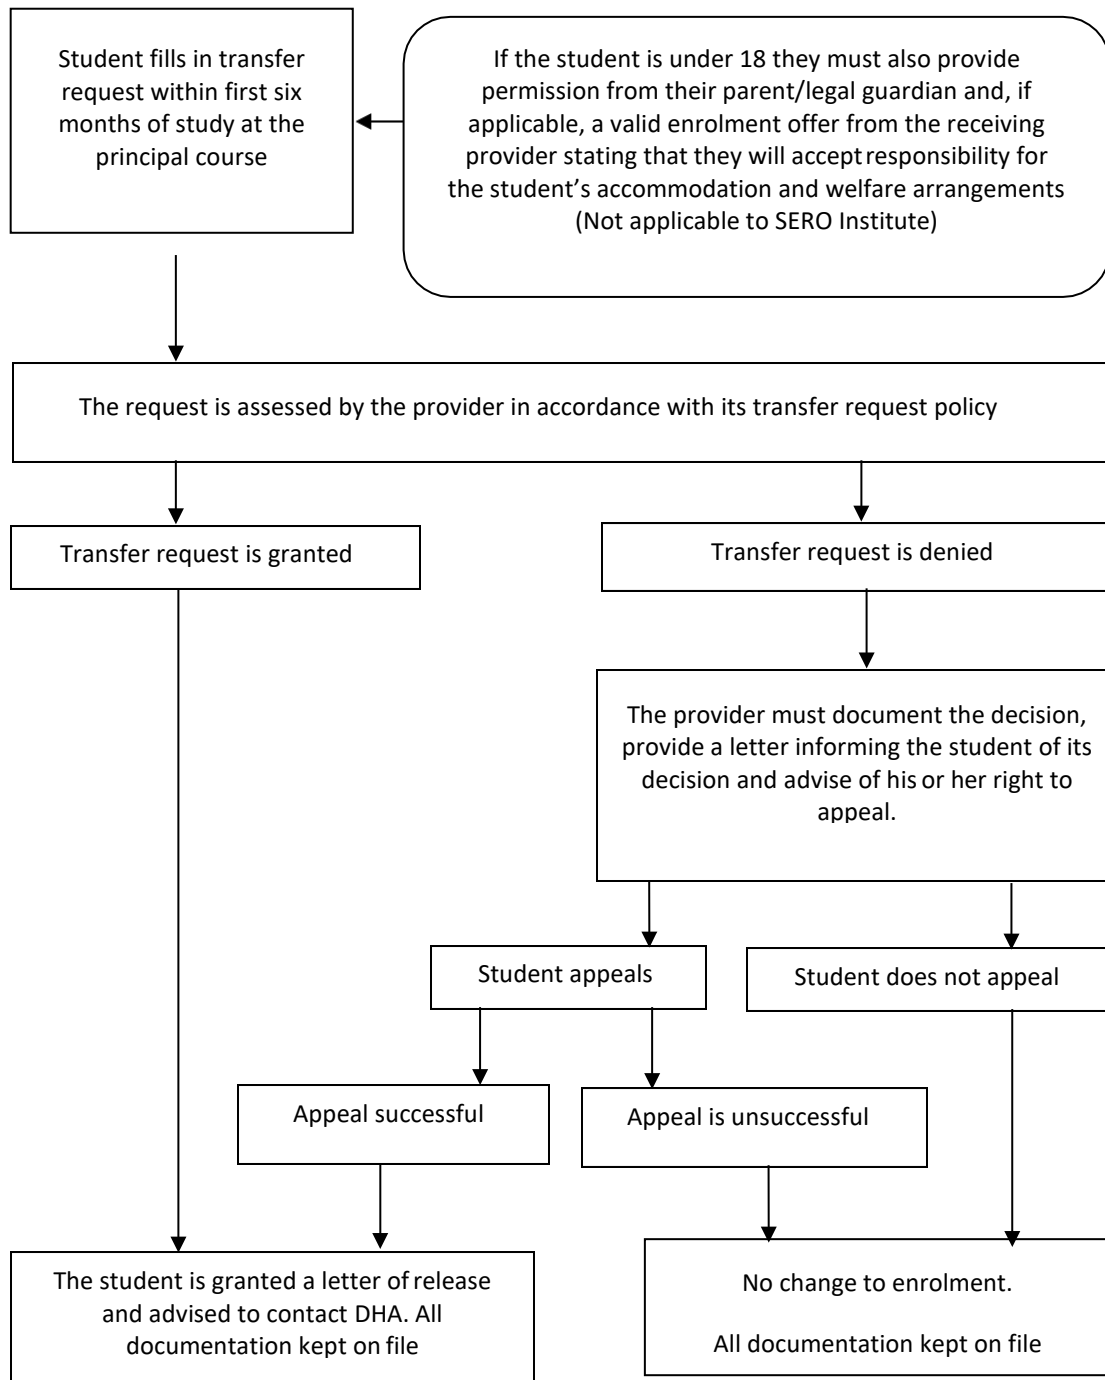 Student fills in transfer
request within first six
months of study at the
principal course
If the student is under 18 they must also provide
permission from their parent/legal guardian and, if
applicable, a valid enrolment offer from the receiving
provider stating that they will accept responsibility for
the student’s accommodation and welfare arrangements
(Not applicable to SERO Institute)
The request is assessed by the provider in accordance with its transfer request policy
Transfer request is granted
Transfer request is denied
The provider must document the decision,
provide a letter informing the student of its
decision and advise of his or her right to
appeal.
Student appeals
Student does not appeal
Appeal successful
Appeal is unsuccessful
The student is granted a letter of release
and advised to contact DHA. All
documentation kept on file
No change to enrolment.
All documentation kept on file